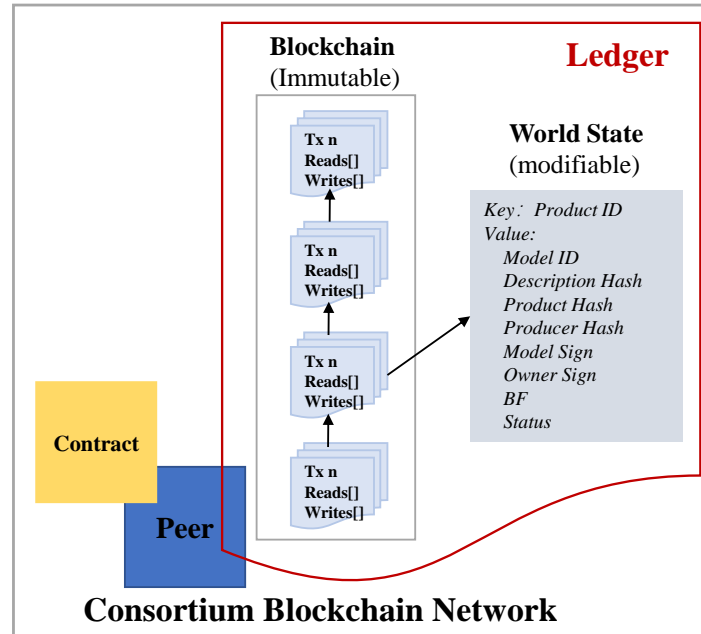 Blockchain
(Immutable)
Ledger
Tx n
Reads[]
Writes[]
Tx n
Reads[]
Writes[]
Tx n
Reads[]
Writes[]
Tx n
Reads[]
Writes[]
World State
(modifiable)
Key: Product ID
Value:
Model ID
Description Hash
Product Hash
Producer Hash
Model Sign
Owner Sign
BF
Status
Contract
Peer
Consortium Blockchain Network